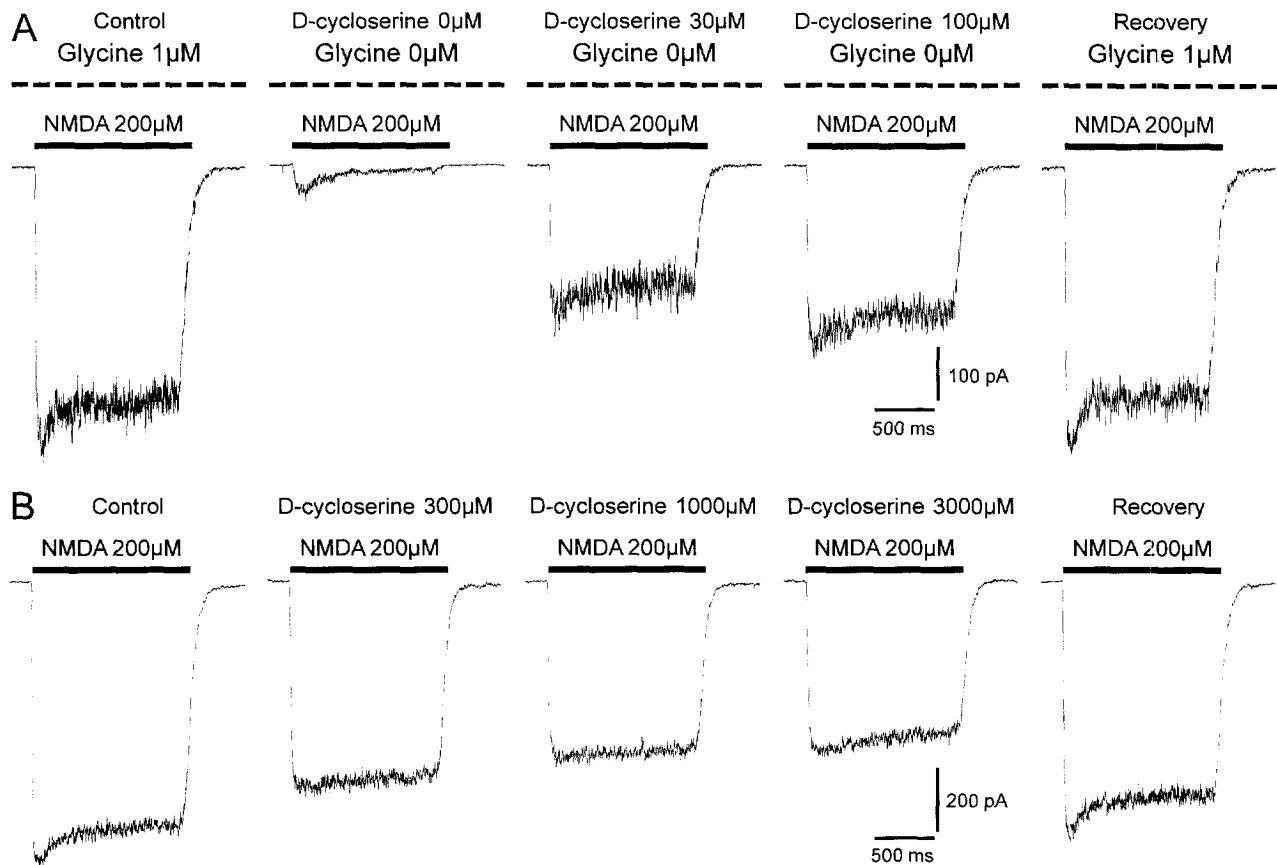 A
Control
Glycine 1µM
D-cycloserine 0µM
Glycine 0µM
D-cycloserine 30µM
Glycine 0µM
D-cycloserine 100µM
Glycine 0µM
Recovery
Glycine 1µM
NMDA 200µM
NMDA 200µM
NMDA 200µM
NMDA 200µM
NMDA 200µM
100 pA
500 ms
B
Control
D-cycloserine 300µM
D-cycloserine 1000µM
D-cycloserine 3000µM
Recovery
NMDA 200µM
NMDA 200µM
NMDA 200µM
NMDA 200µM
NMDA 200µM
200 pA
500 ms